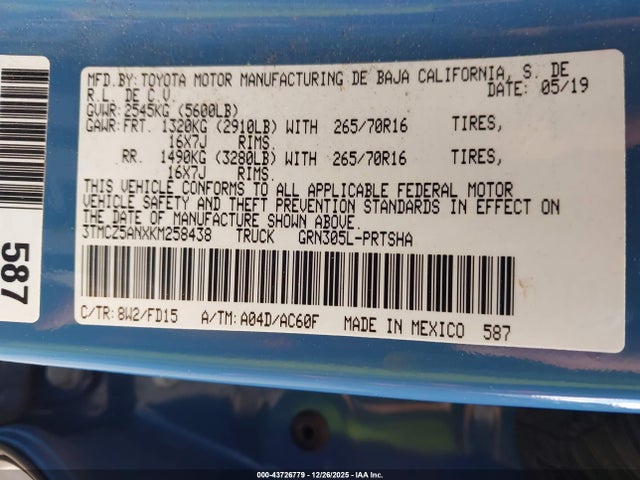 MFD.BY: TOYOTA MOTOR MANUFACTURING DE BAJA CALIFORNIA, S. DE
R.L. DE C.V. DATE: 05/19
GVWR: 2545KG (5600LB)
GAWR: FRT. 1320KG (2910LB) WITH 265/70R16 TIRES,
16X7J RIMS.
RR. 1490KG (3280LB) WITH 265/70R16 TIRES,
16X7J RIMS.
THIS VEHICLE CONFORMS TO ALL APPLICABLE FEDERAL MOTOR
VEHICLE SAFETY AND THEFT PREVENTION STANDARDS IN EFFECT ON
THE DATE OF MANUFACTURE SHOWN ABOVE.
3TMCZ5ANXKM258438 TRUCK GRN305L-PRTSHA
C/TR: 8W2/FD15 A/TM: A04D/AC60F MADE IN MEXICO 587
587
000-43726779 - 12/26/2025 - IAA Inc.